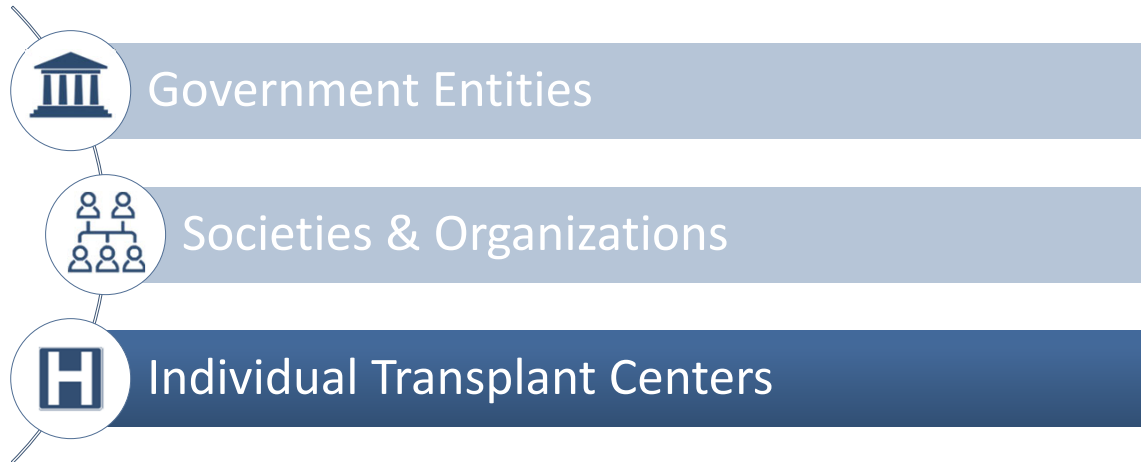 Government Entities
Societies & Organizations
H
Individual Transplant Centers